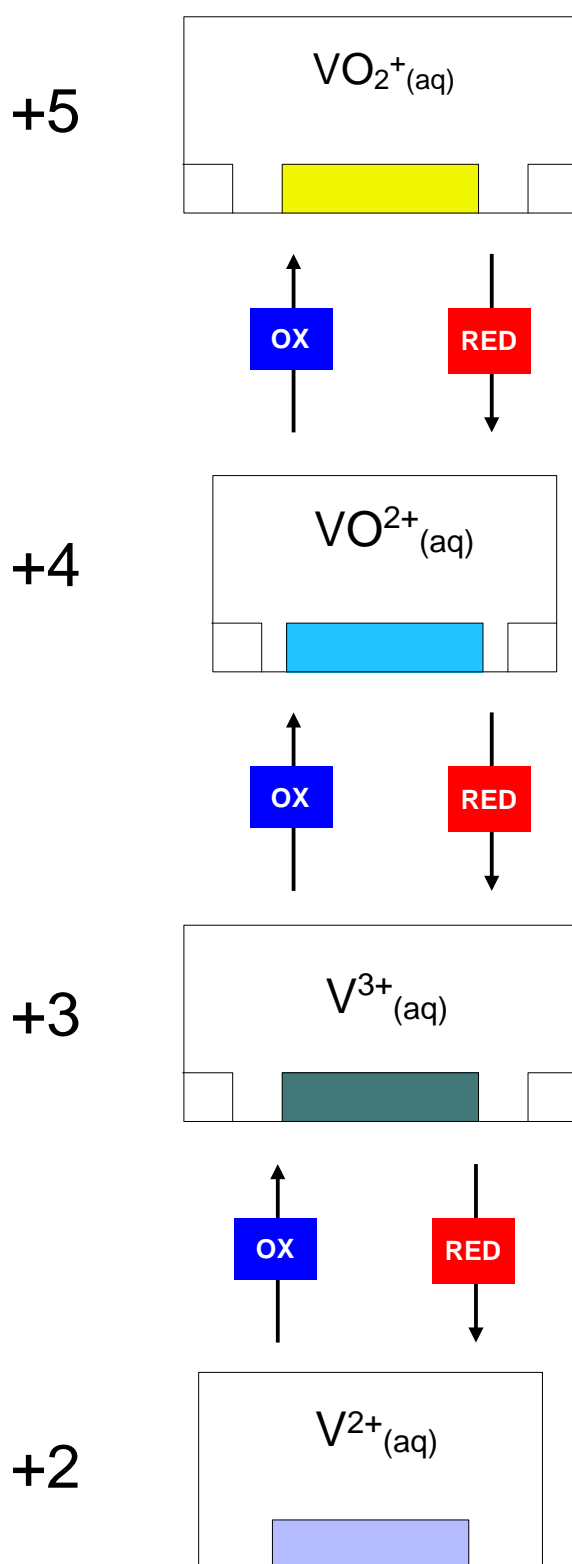 +5 VO₂⁺(aq)
OX RED
+4 VO²⁺(aq)
OX RED
+3 V³⁺(aq)
OX RED
+2 V²⁺(aq)